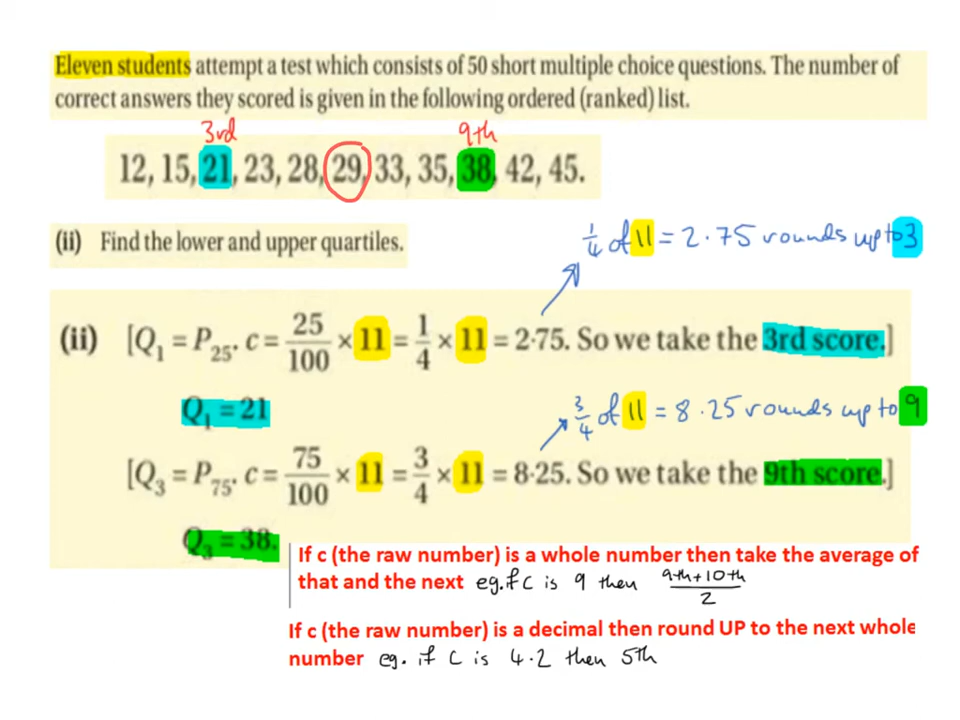 Eleven students attempt a test which consists of 50 short multiple choice questions. The number of
correct answers they scored is given in the following ordered (ranked) list.
3rd 9th
12, 15, 21, 23, 28, 29, 33, 35, 38, 42, 45.
(ii) Find the lower and upper quartiles.
1/4 of 11 = 2.75 rounds up to 3
(ii) [Q₁ = P₂₅. c = 25/100 × 11 = 1/4 × 11 = 2·75. So we take the 3rd score.]
Q₁ = 21
3/4 of 11 = 8.25 rounds up to 9
[Q₃ = P₇₅. c = 75/100 × 11 = 3/4 × 11 = 8·25. So we take the 9th score.]
Q₃ = 38.
If c (the raw number) is a whole number then take the average of
that and the next eg. if C is 9 then 9th+10th/2
If c (the raw number) is a decimal then round UP to the next whole
number eg. if C is 4.2 then 5th